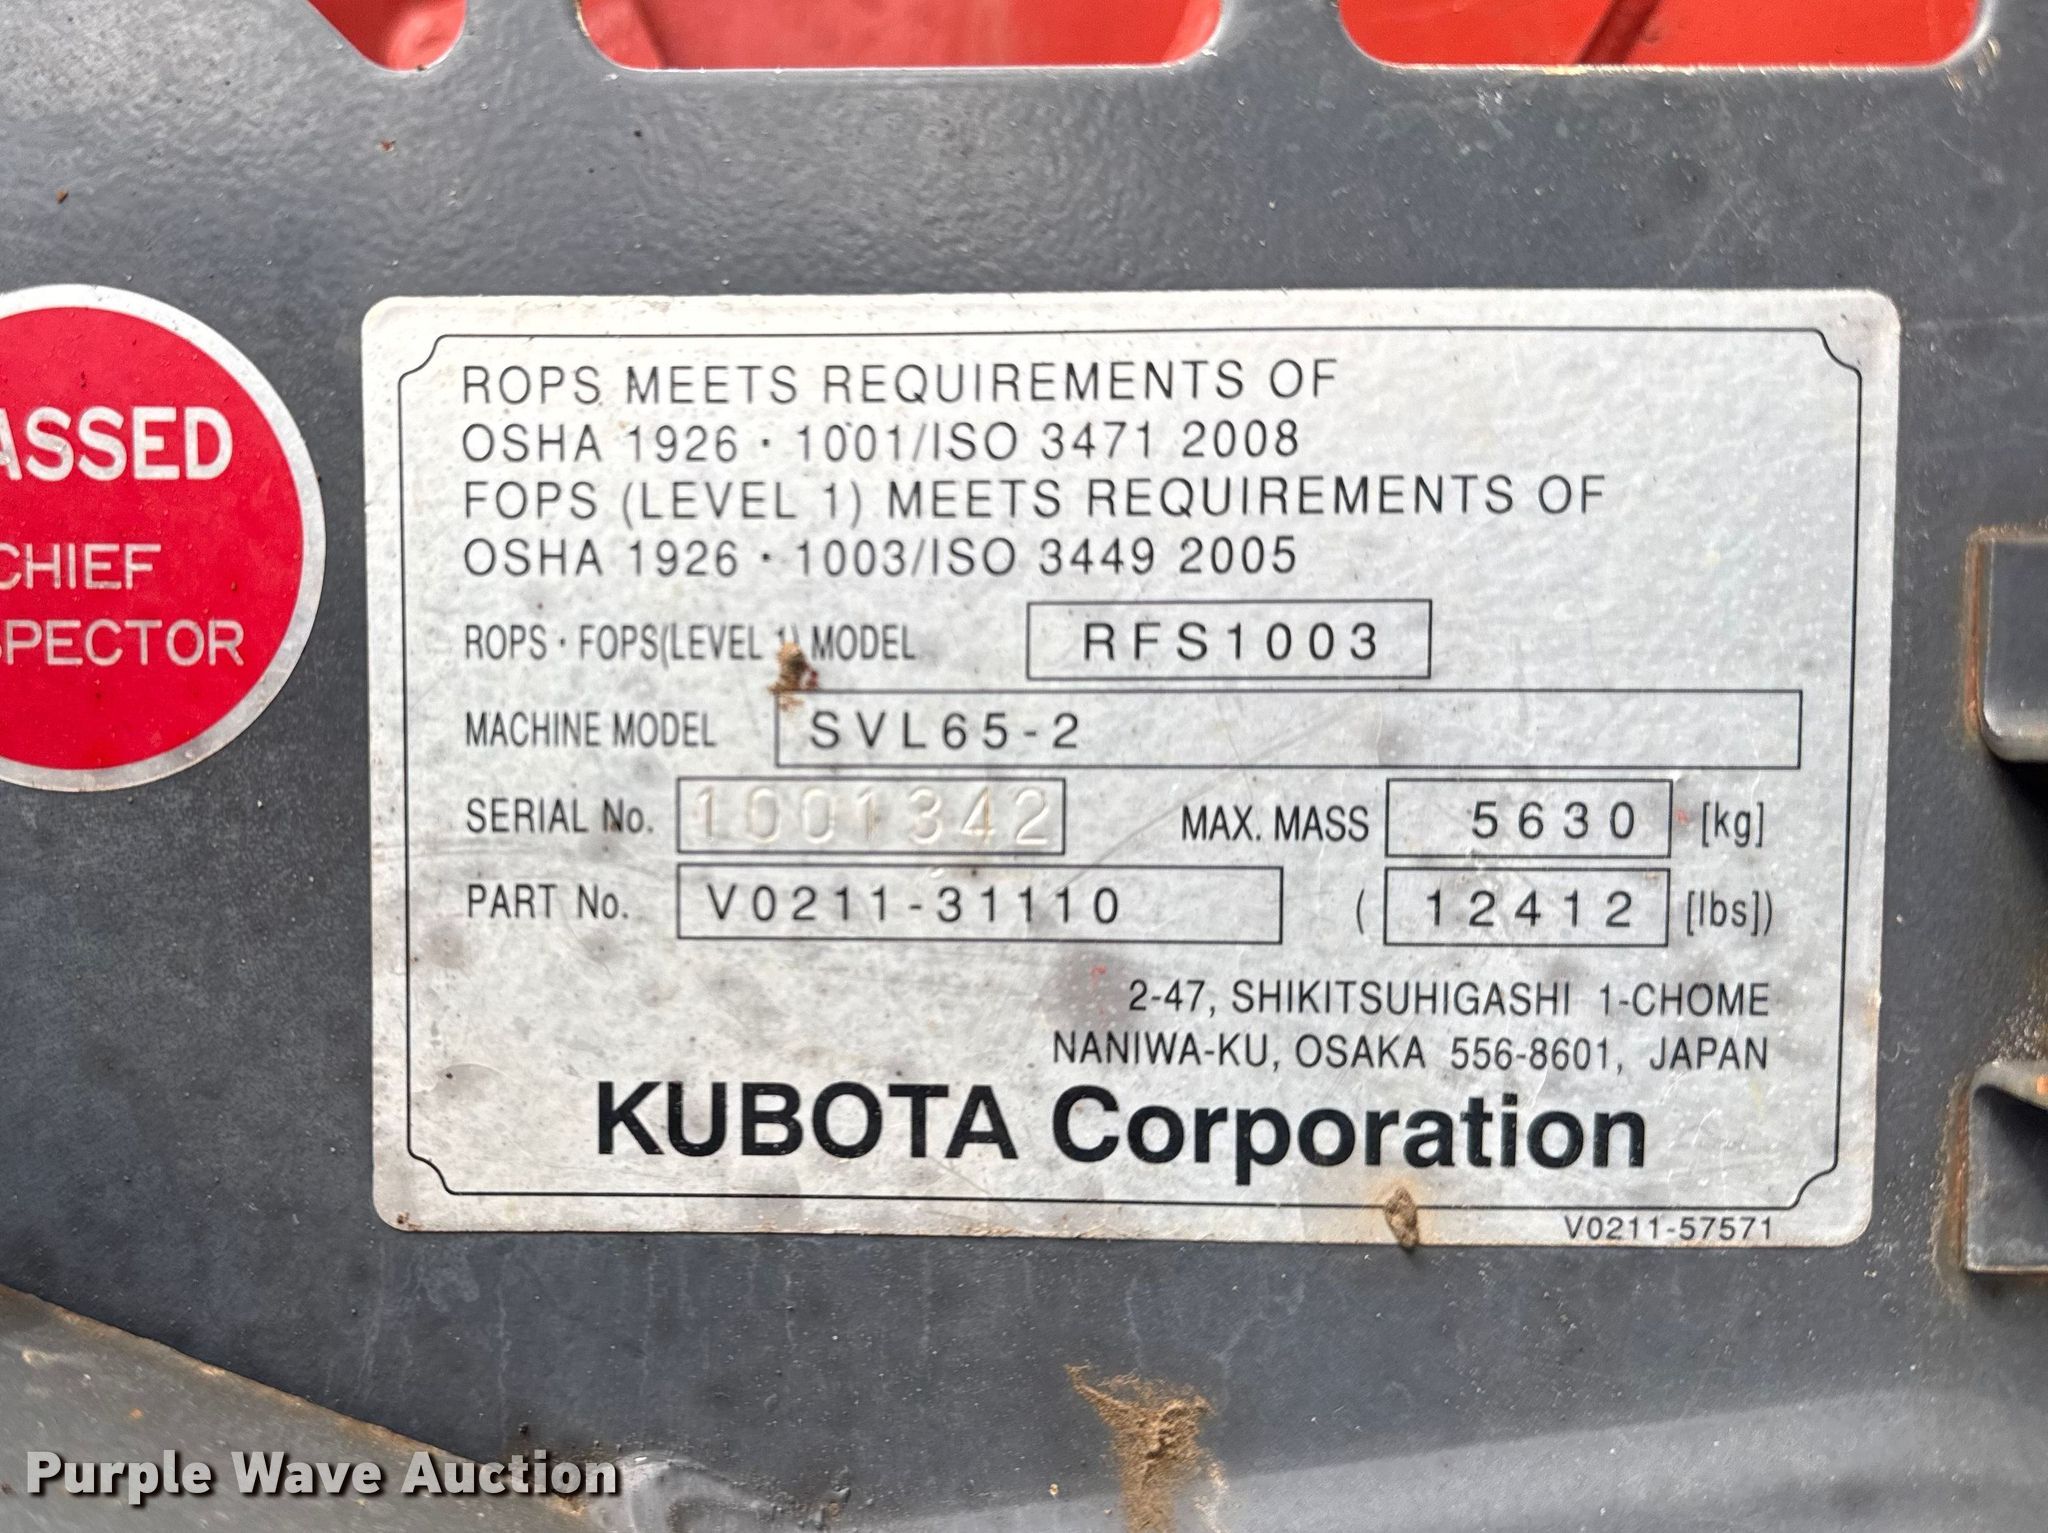 ASSED
CHIEF
SPECTOR
ROPS MEETS REQUIREMENTS OF
OSHA 1926・1001/ISO 3471 2008
FOPS (LEVEL 1) MEETS REQUIREMENTS OF
OSHA 1926・1003/ISO 3449 2005
ROPS・FOPS(LEVEL 1) MODEL RFS1003
MACHINE MODEL SVL65-2
SERIAL No. 1001342 MAX. MASS 5630 [kg]
PART No. V0211-31110 (12412 [lbs])
2-47, SHIKITSUHIGASHI 1-CHOME
NANIWA-KU, OSAKA 556-8601, JAPAN
KUBOTA Corporation
V0211-57571
Purple Wave Auction